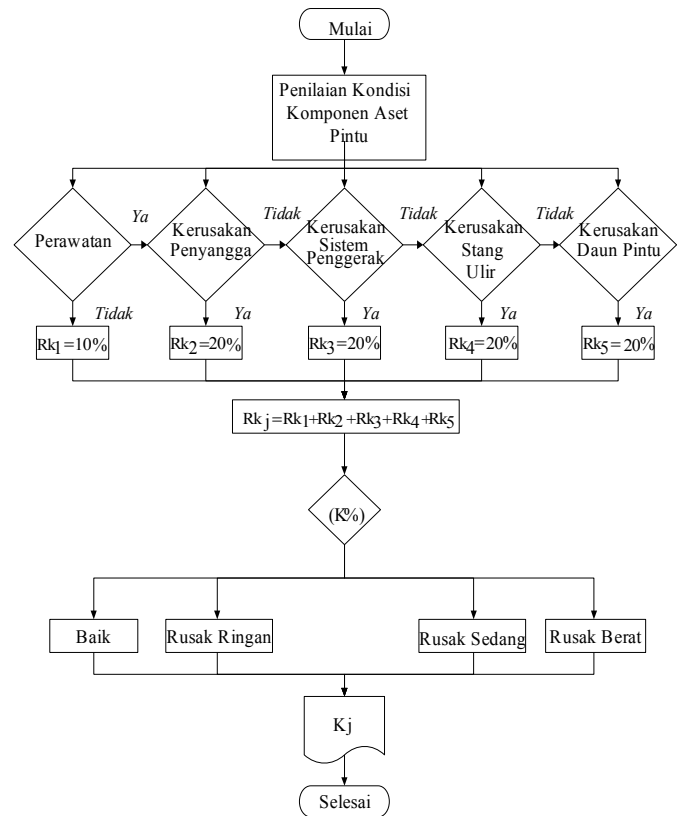 Mulai
Penilaian Kondisi
Komponen Aset
Pintu
Perawatan
Ya
Kerusakan
Penyangga
Tidak
Kerusakan
Sistem
Penggerak
Tidak
Kerusakan
Stang
Ulir
Tidak
Kerusakan
Daun Pintu
Tidak
Ya
Ya
Ya
Ya
Rk1=10%
Rk2=20%
Rk3=20%
Rk4=20%
Rk5=20%
Rk j=Rk1+Rk2+Rk3+Rk4+Rk5
(K%)
Baik
Rusak Ringan
Rusak Sedang
Rusak Berat
Kj
Selesai